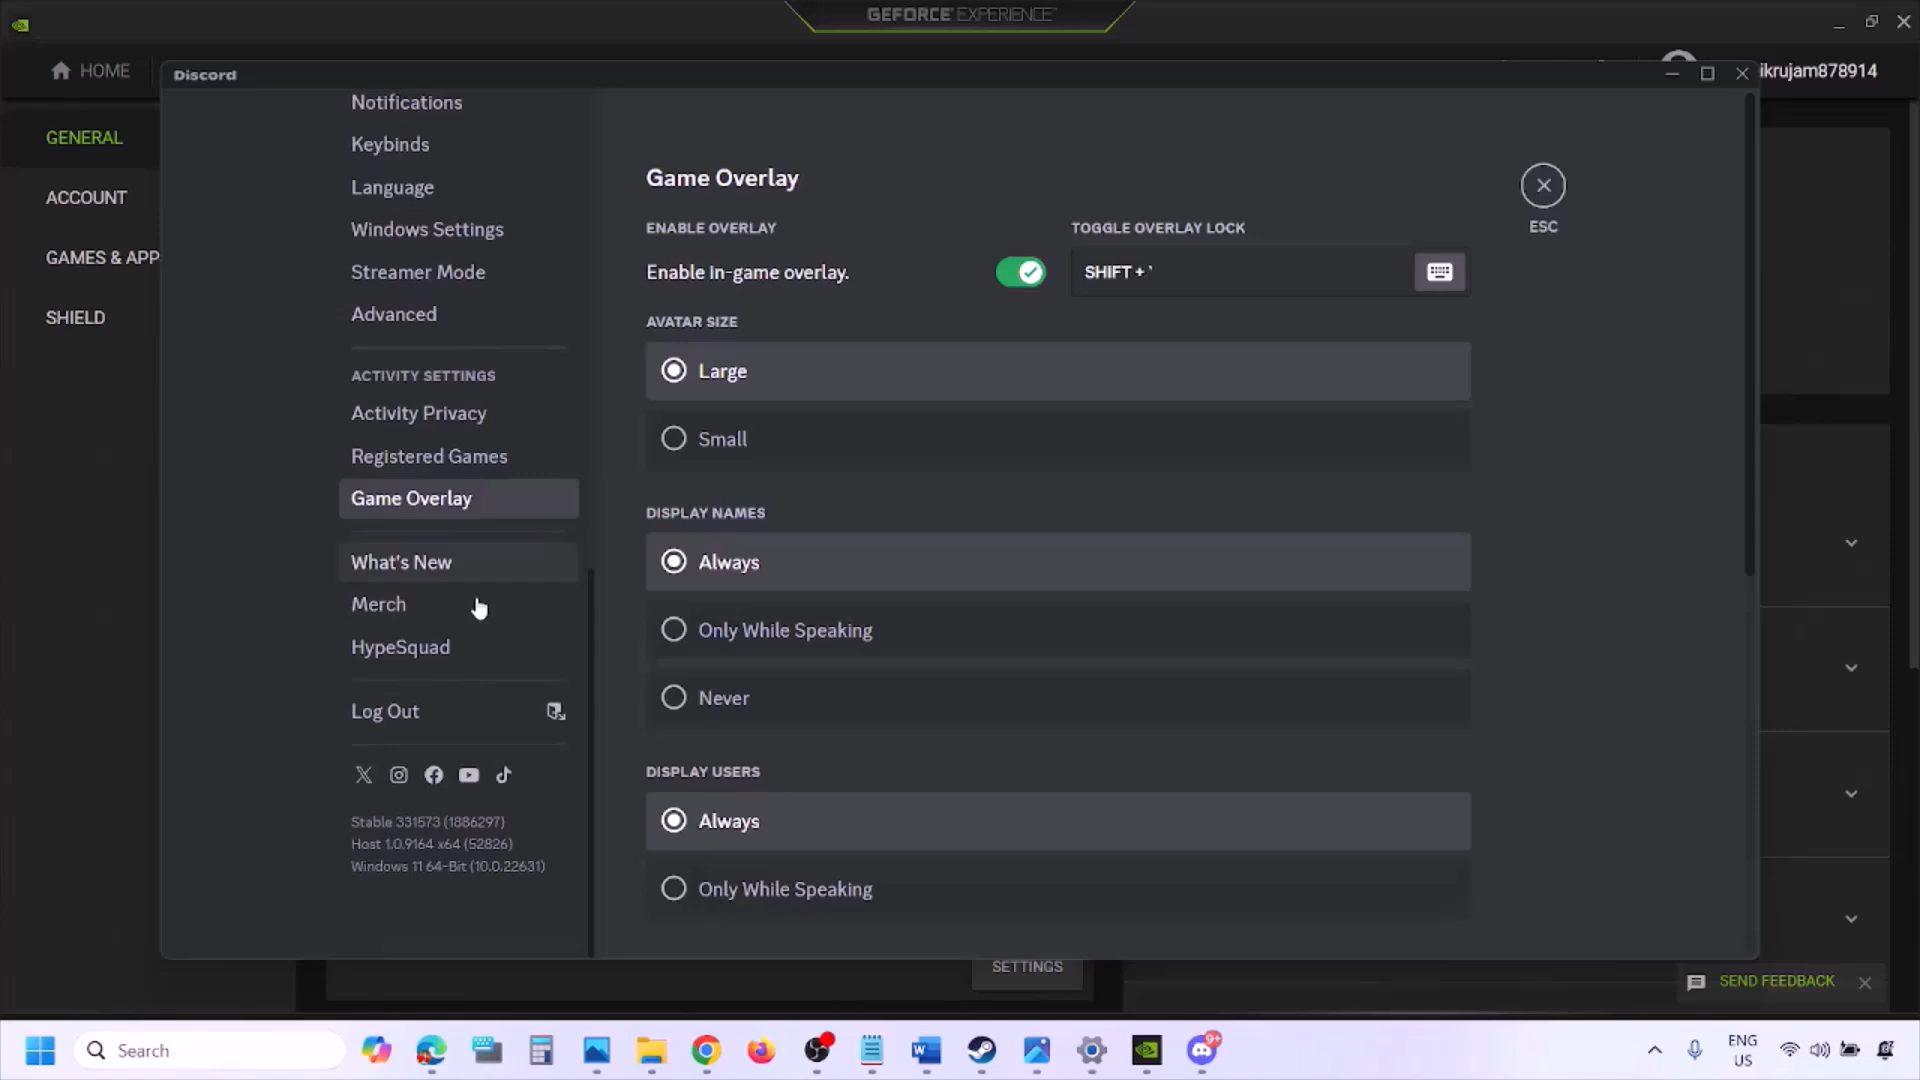 GEFORCE EXPERIENCE
HOME
ikrujam878914
Discord
GENERAL
ACCOUNT
GAMES & APP
SHIELD
Notifications
Keybinds
Language
Windows Settings
Streamer Mode
Advanced
ACTIVITY SETTINGS
Activity Privacy
Registered Games
Game Overlay
What's New
Merch
HypeSquad
Log Out
Stable 331573 (1886297)
Host 1.0.9164 x64 (52826)
Windows 11 64-Bit (10.0.22631)
Game Overlay
ESC
ENABLE OVERLAY
Enable in-game overlay.
TOGGLE OVERLAY LOCK
SHIFT + `
AVATAR SIZE
Large
Small
DISPLAY NAMES
Always
Only While Speaking
Never
DISPLAY USERS
Always
Only While Speaking
SETTINGS
SEND FEEDBACK
Search
9+
ENG
US